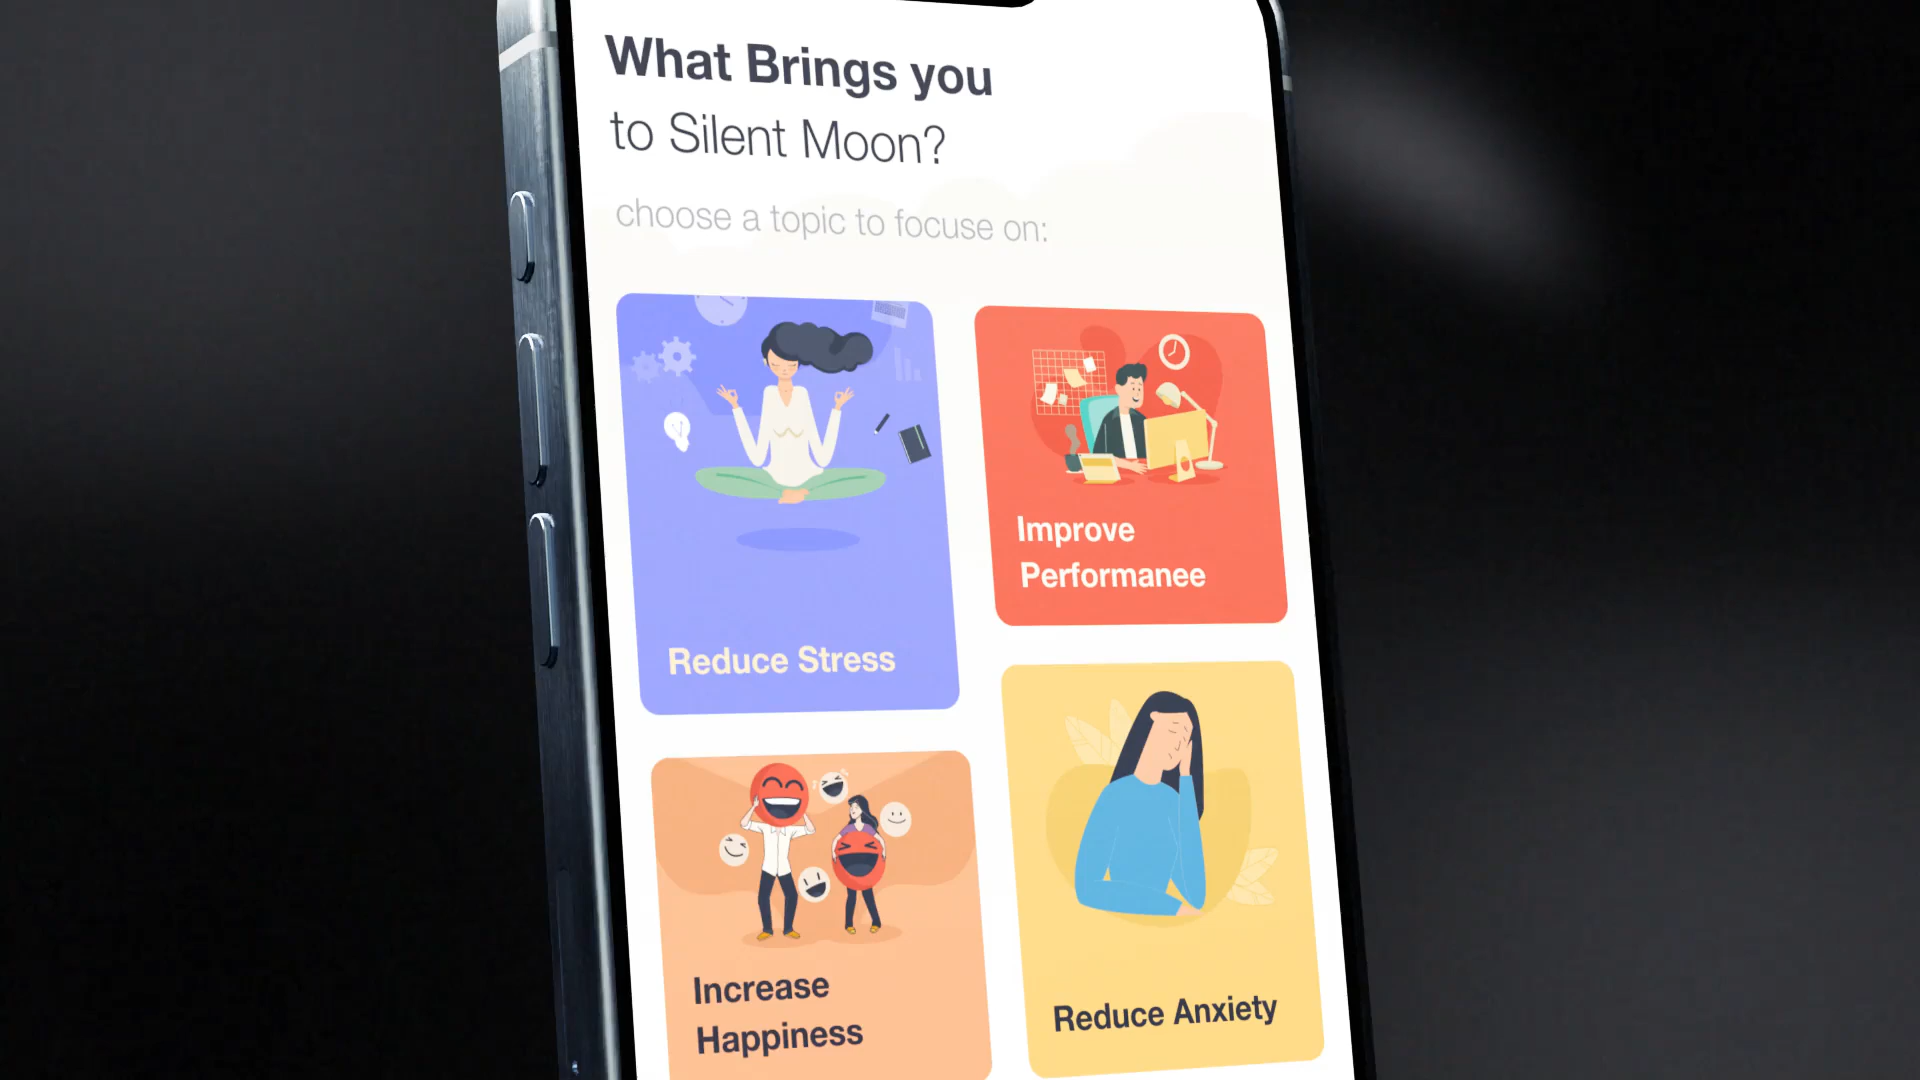 What Brings you
to Silent Moon?
choose a topic to focuse on:
Reduce Stress
Improve
Performanee
Increase
Happiness
Reduce Anxiety